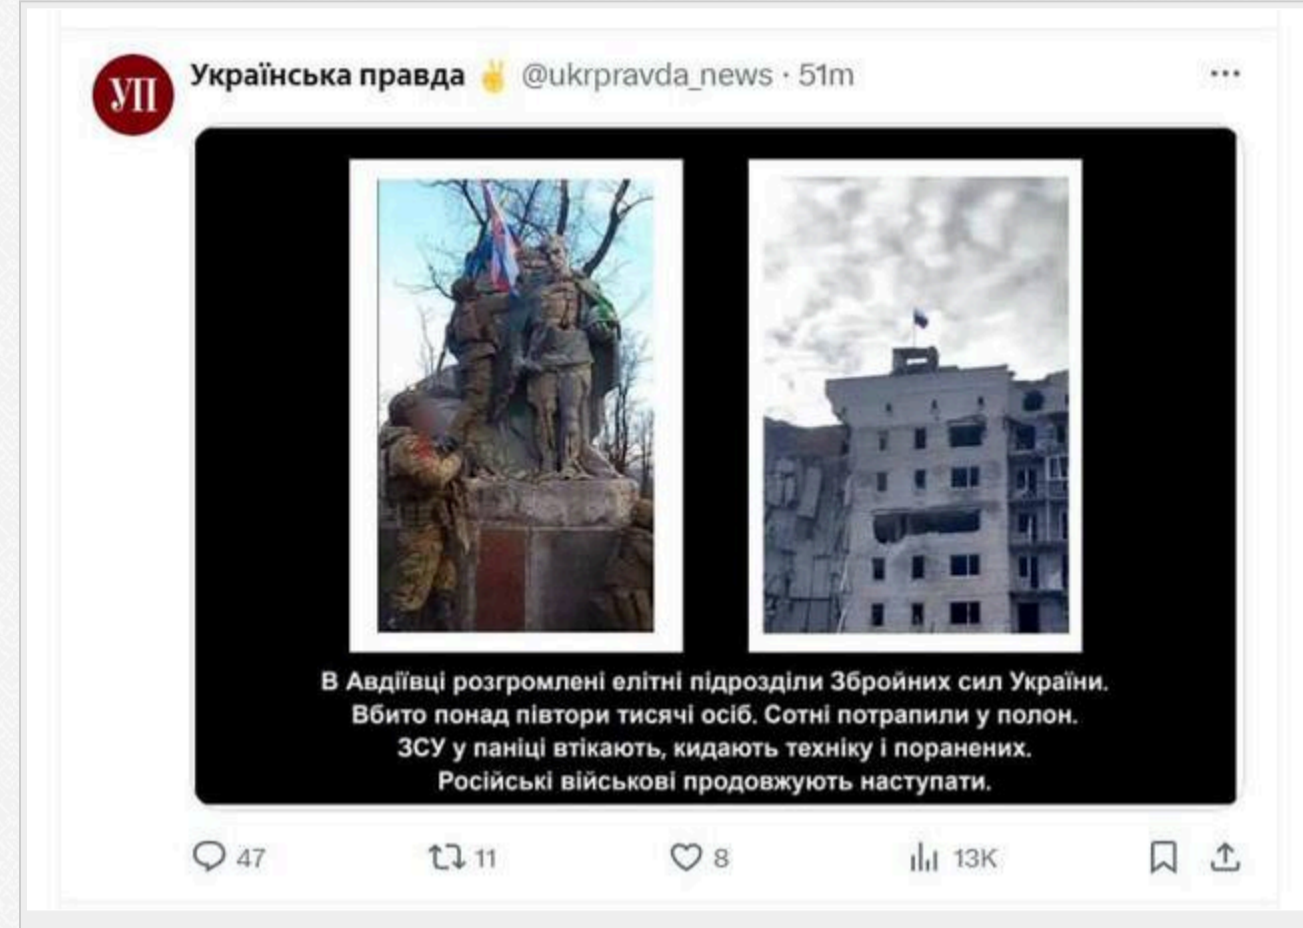 УП
Українська правда ✌️ @ukrpravda_news · 51m
В Авдіївці розгромлені елітні підрозділи Збройних сил України.
Вбито понад півтори тисячі осіб. Сотні потрапили у полон.
ЗСУ у паніці втікають, кидають техніку і поранених.
Російські військові продовжують наступати.
47 11 8 13K